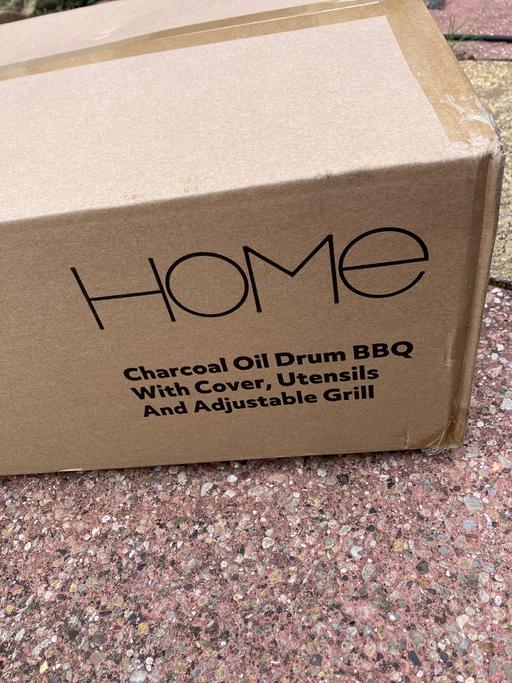 HOMe
Charcoal Oil Drum BBQ
With Cover, Utensils
And Adjustable Grill